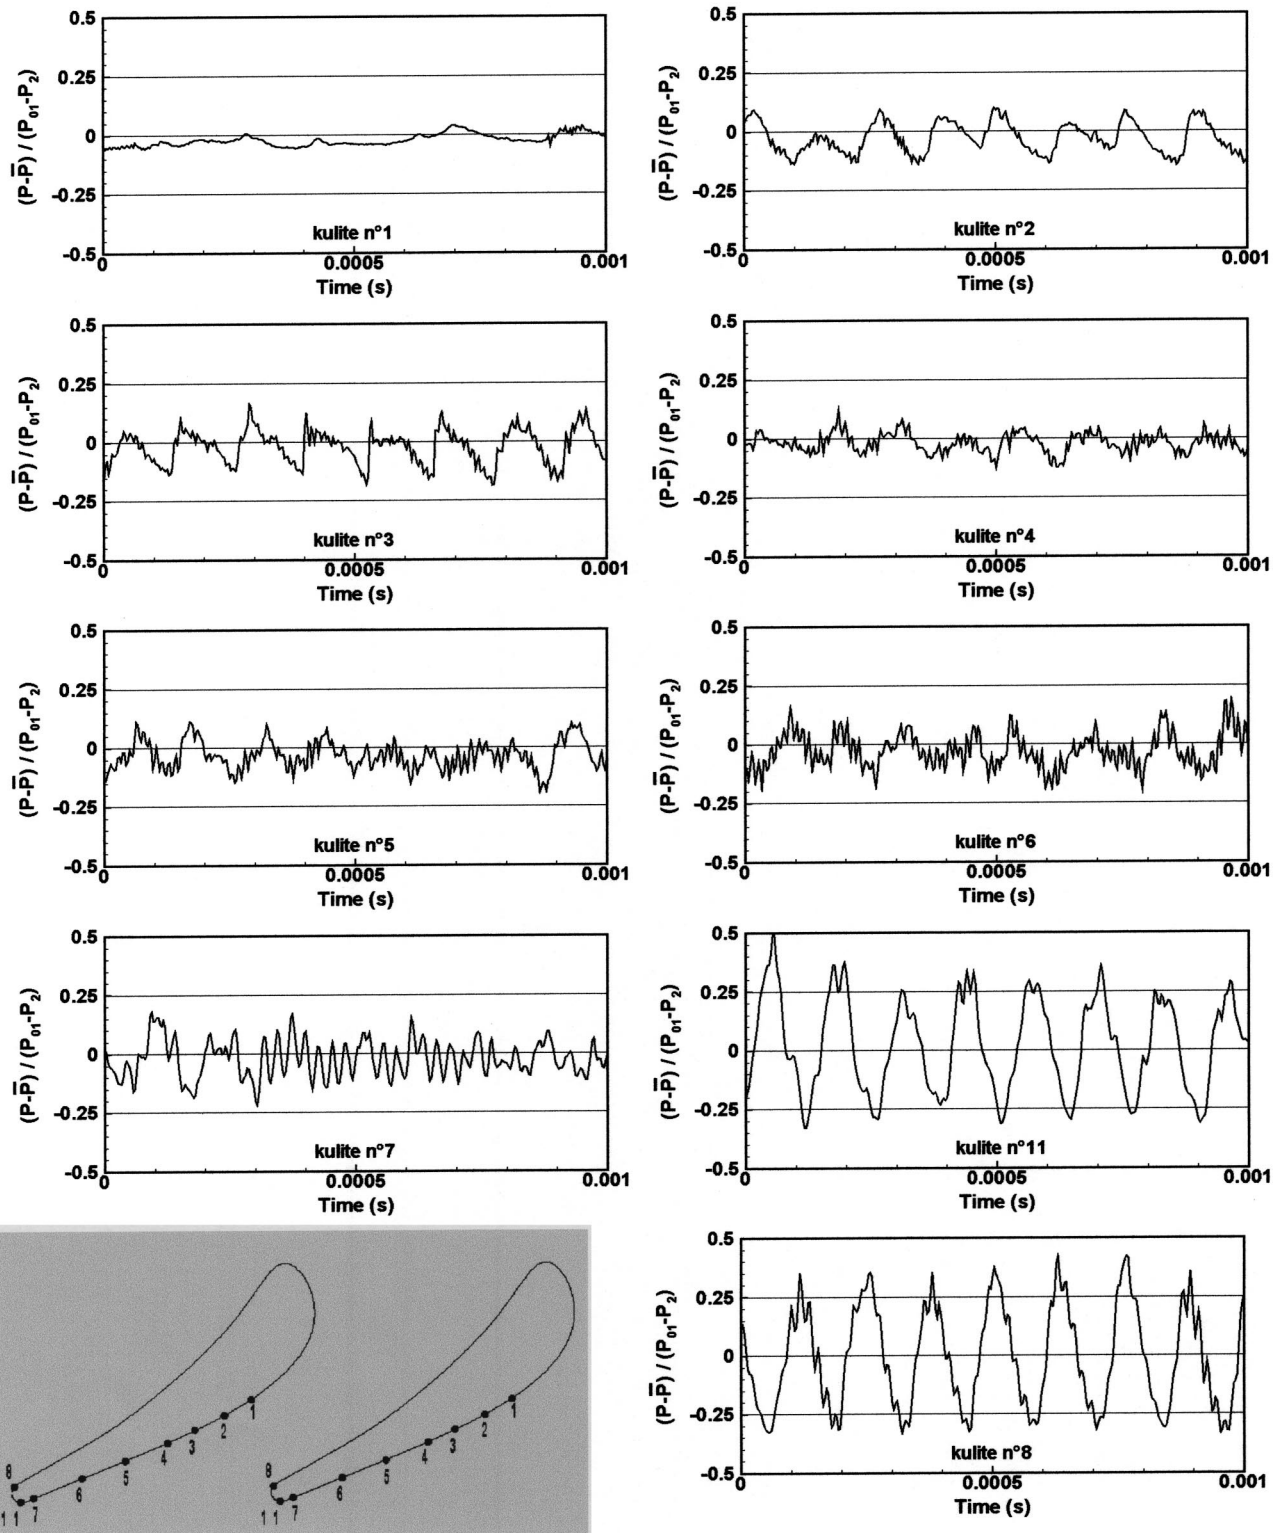 0.5
0.25
0
-0.25
-0.5
(P-P̅) / (P₀₁-P₂)
kulite n°1
0 0.0005 0.001
Time (s)
0.5
0.25
0
-0.25
-0.5
(P-P̅) / (P₀₁-P₂)
kulite n°2
0 0.0005 0.001
Time (s)
0.5
0.25
0
-0.25
-0.5
(P-P̅) / (P₀₁-P₂)
kulite n°3
0 0.0005 0.001
Time (s)
0.5
0.25
0
-0.25
-0.5
(P-P̅) / (P₀₁-P₂)
kulite n°4
0 0.0005 0.001
Time (s)
0.5
0.25
0
-0.25
-0.5
(P-P̅) / (P₀₁-P₂)
kulite n°5
0 0.0005 0.001
Time (s)
0.5
0.25
0
-0.25
-0.5
(P-P̅) / (P₀₁-P₂)
kulite n°6
0 0.0005 0.001
Time (s)
0.5
0.25
0
-0.25
-0.5
(P-P̅) / (P₀₁-P₂)
kulite n°7
0 0.0005 0.001
Time (s)
0.5
0.25
0
-0.25
-0.5
(P-P̅) / (P₀₁-P₂)
kulite n°11
0 0.0005 0.001
Time (s)
1
2
3
4
5
6
7
8
11
1
2
3
4
5
6
7
8
11
0.5
0.25
0
-0.25
-0.5
(P-P̅) / (P₀₁-P₂)
kulite n°8
0 0.0005 0.001
Time (s)